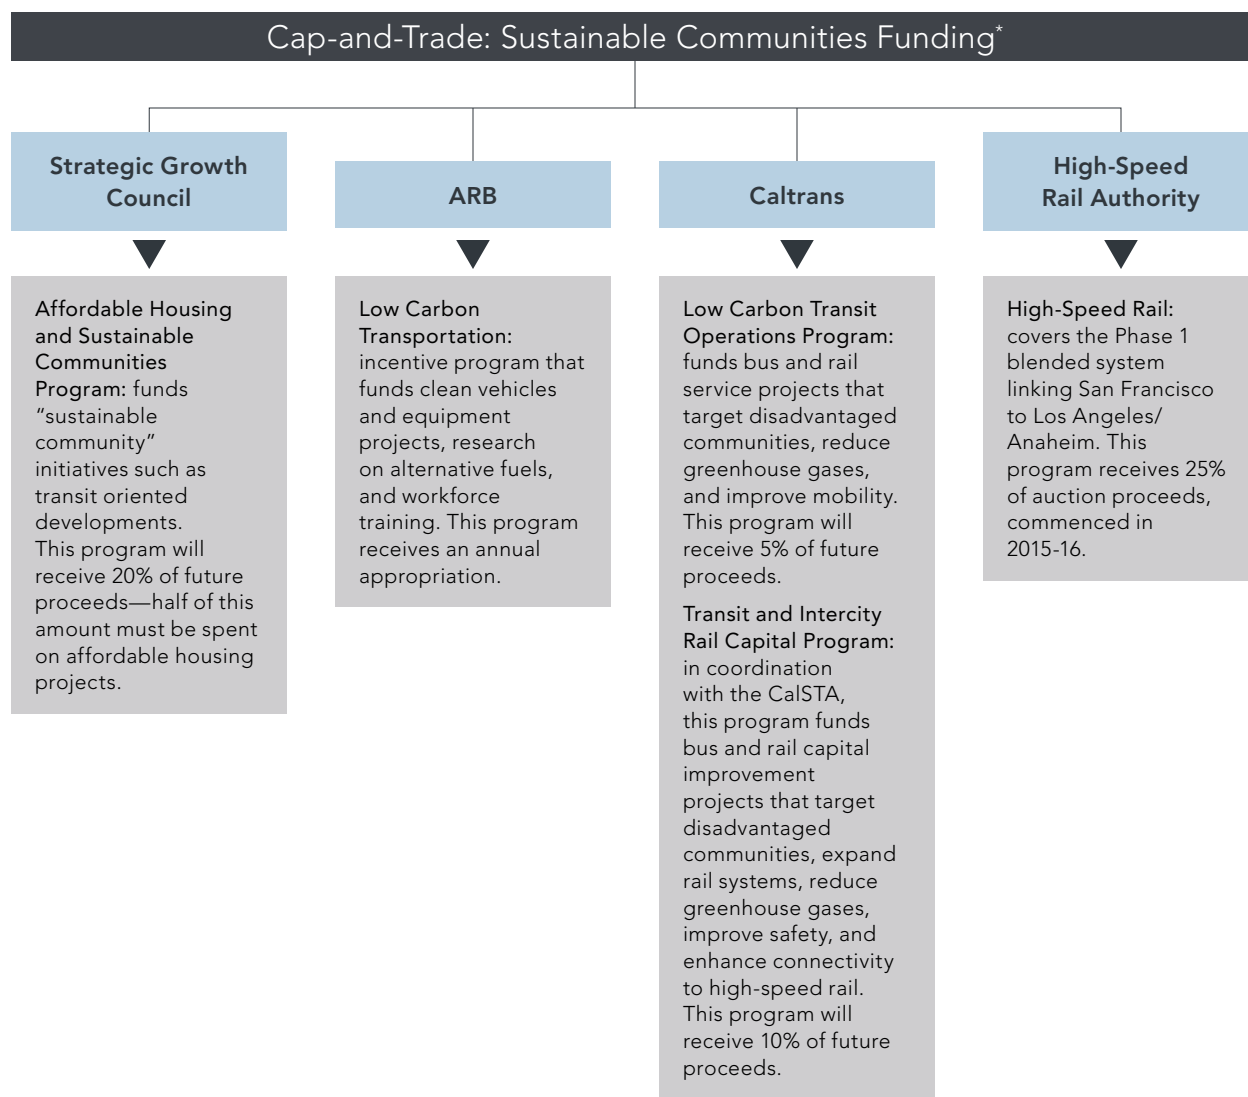 Cap-and-Trade: Sustainable Communities Funding*
Strategic Growth
Council
Affordable Housing
and Sustainable
Communities
Program: funds
“sustainable
community”
initiatives such as
transit oriented
developments.
This program will
receive 20% of future
proceeds—half of this
amount must be spent
on affordable housing
projects.
ARB
Low Carbon
Transportation:
incentive program that
funds clean vehicles
and equipment
projects, research
on alternative fuels,
and workforce
training. This program
receives an annual
appropriation.
Caltrans
Low Carbon Transit
Operations Program:
funds bus and rail
service projects that
target disadvantaged
communities, reduce
greenhouse gases,
and improve mobility.
This program will
receive 5% of future
proceeds.
Transit and Intercity
Rail Capital Program:
in coordination
with the CalSTA,
this program funds
bus and rail capital
improvement
projects that target
disadvantaged
communities, expand
rail systems, reduce
greenhouse gases,
improve safety, and
enhance connectivity
to high-speed rail.
This program will
receive 10% of future
proceeds.
High-Speed
Rail Authority
High-Speed Rail:
covers the Phase 1
blended system
linking San Francisco
to Los Angeles/
Anaheim. This
program receives 25%
of auction proceeds,
commenced in
2015-16.